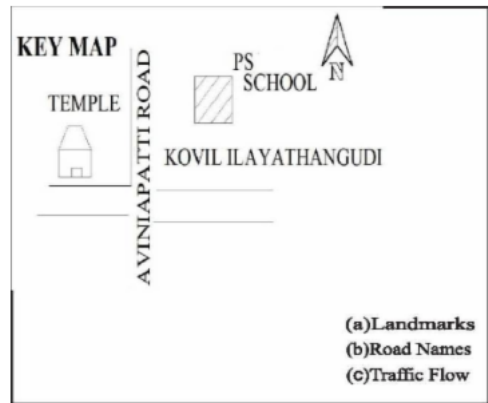 KEY MAP
N
PS
SCHOOL
TEMPLE
AVINIAPATTI ROAD
KOVIL ILAYATHANGUDI
(a)Landmarks
(b)Road Names
(c)Traffic Flow